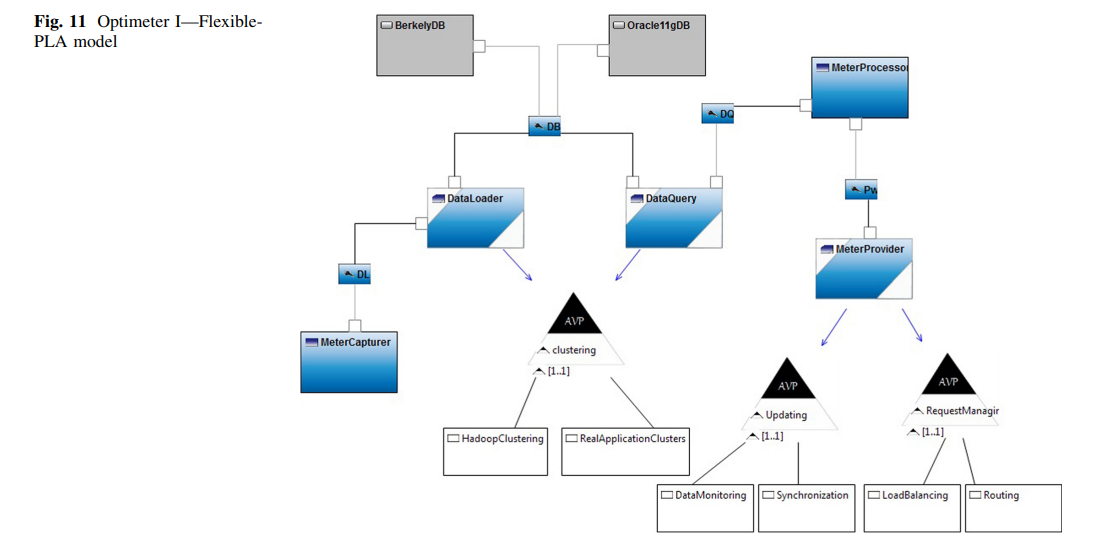 Fig. 11 Optimeter I—Flexible-
PLA model
BerkelyDB
Oracle11gDB
MeterProcessor
DQ
DB
Pw
DataLoader
DataQuery
MeterProvider
DL
MeterCapturer
AVP
clustering
[1..1]
AVP
Updating
[1..1]
AVP
RequestManagir
[1..1]
HadoopClustering
RealApplicationClusters
DataMonitoring
Synchronization
LoadBalancing
Routing